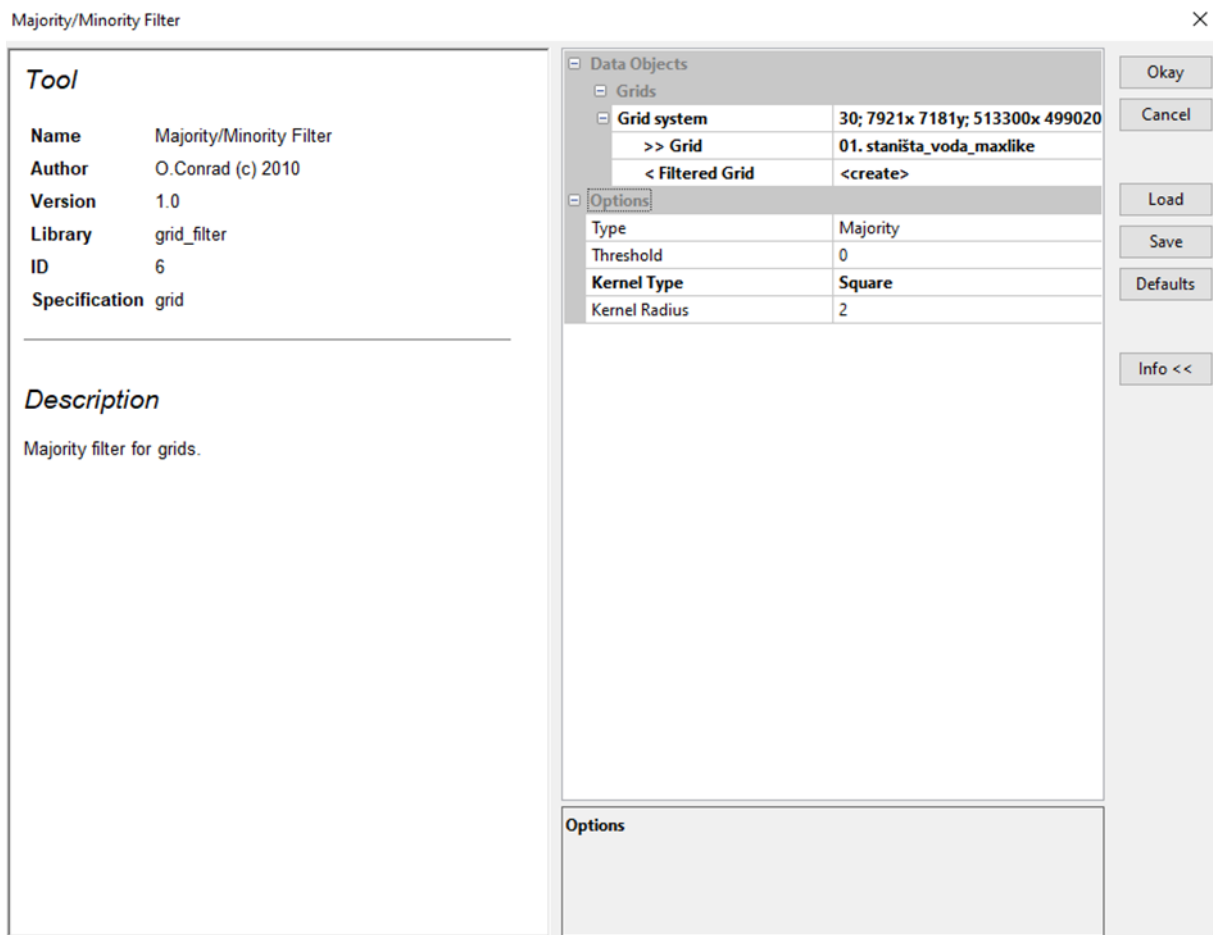 Majority/Minority Filter
Tool
Name Majority/Minority Filter
Author O.Conrad (c) 2010
Version 1.0
Library grid_filter
ID 6
Specification grid
Description
Majority filter for grids.
Data Objects
Grids
Grid system 30; 7921x 7181y; 513300x 499020
>> Grid 01. staništa_voda_maxlike
< Filtered Grid <create>
Options
Type Majority
Threshold 0
Kernel Type Square
Kernel Radius 2
Options
Okay
Cancel
Load
Save
Defaults
Info <<